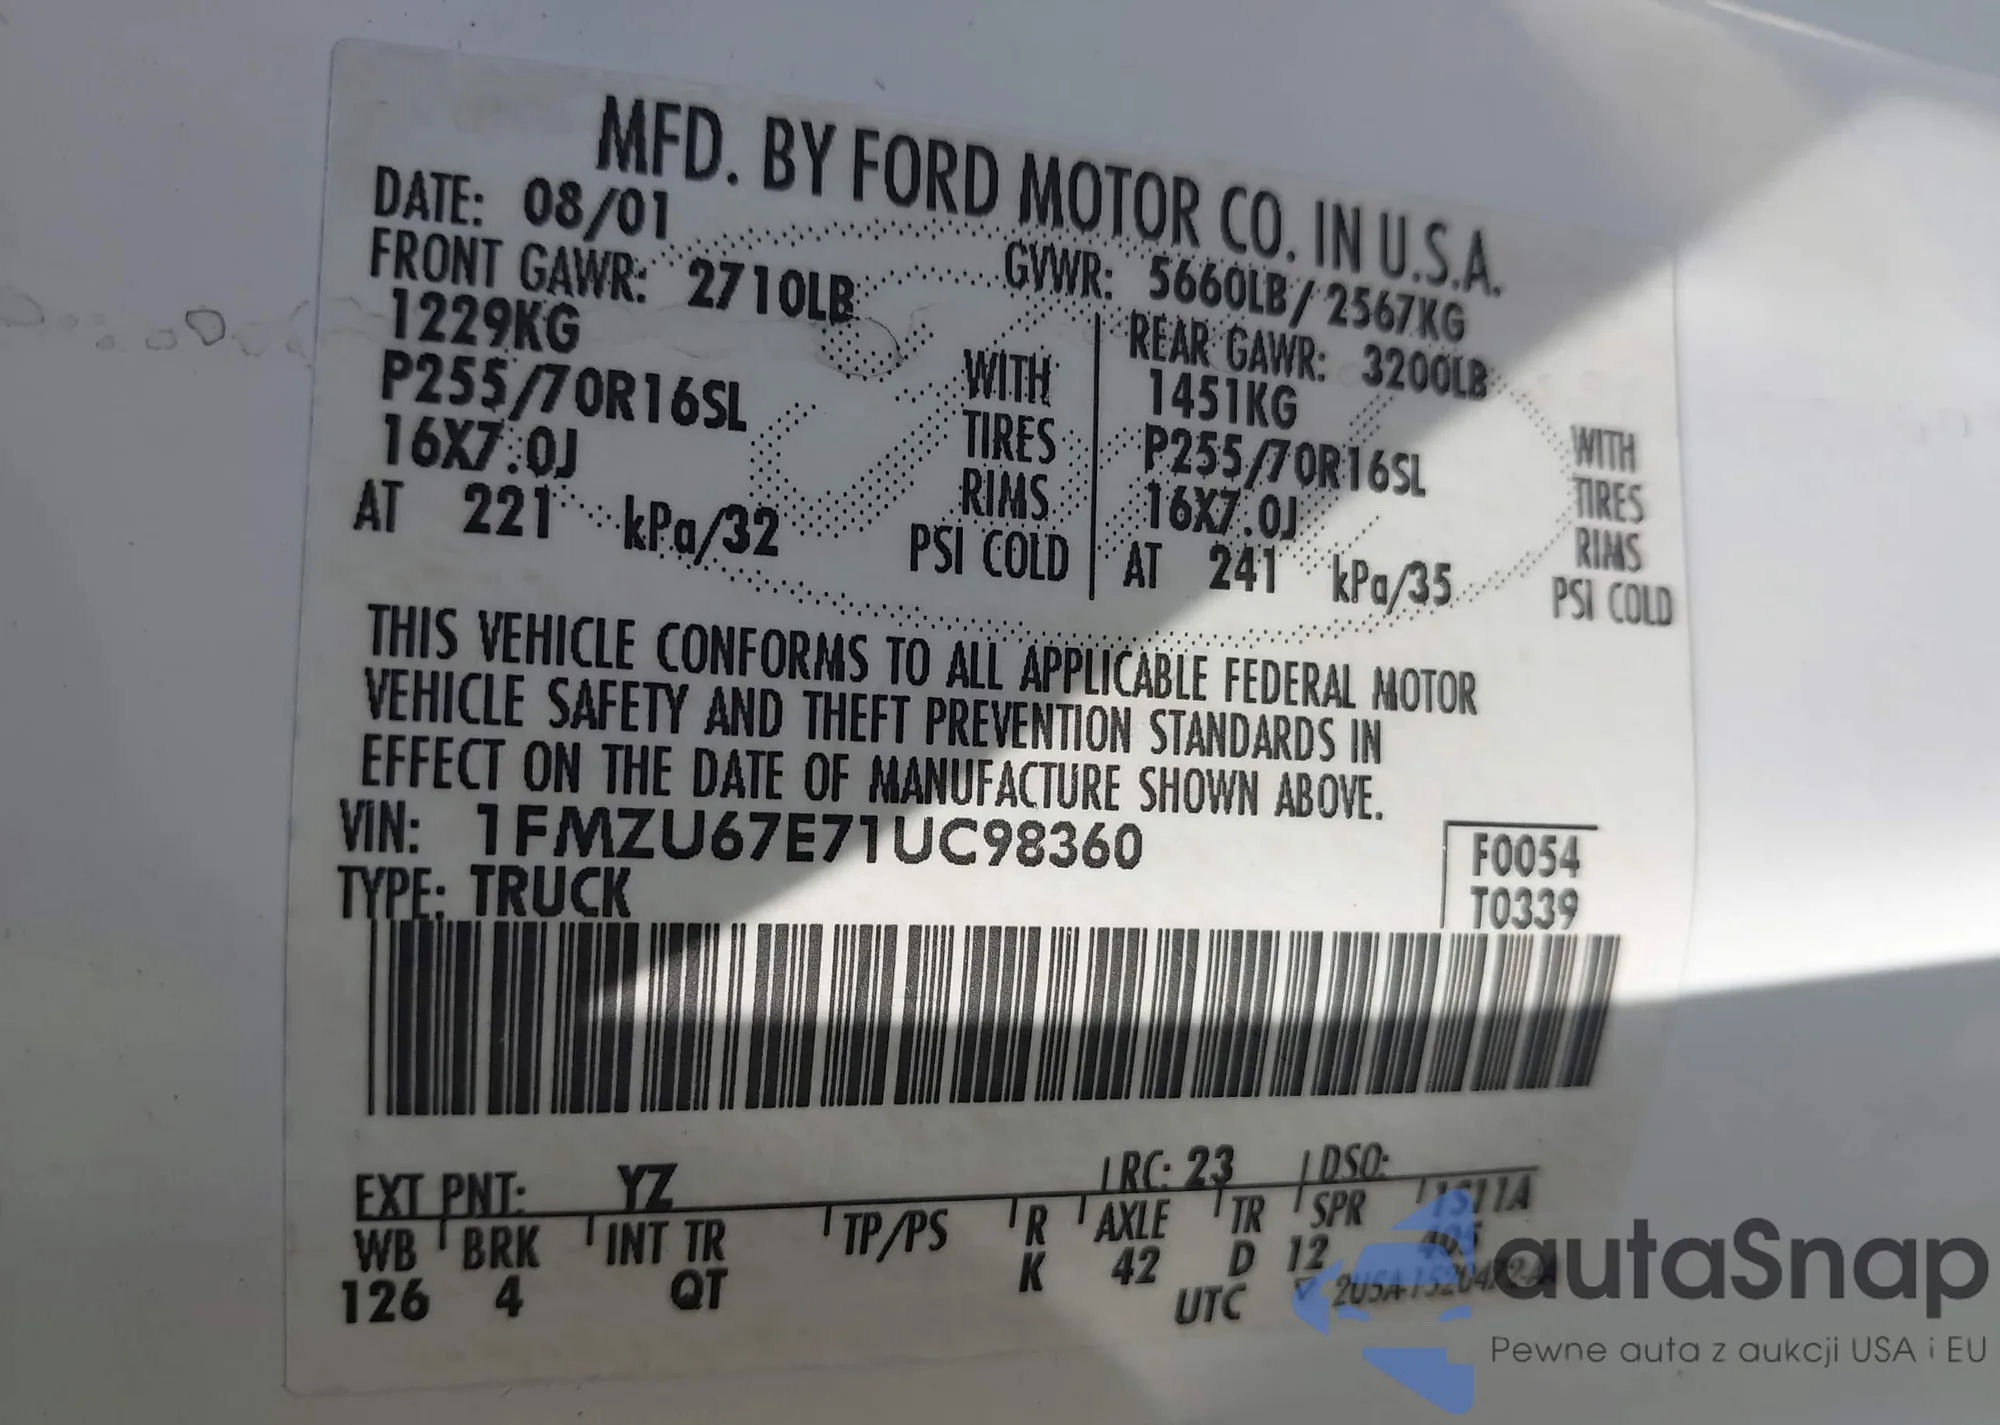 MFD. BY FORD MOTOR CO. IN U.S.A.
DATE: 08/01
GVWR: 5660LB/2567KG
FRONT GAWR: 2710LB
REAR GAWR: 3200LB
1229KG WITH
1451KG WITH
P255/70R16SL TIRES
P255/70R16SL TIRES
16X7.0J RIMS
16X7.0J RIMS
AT 221 kPa/32 PSI COLD
AT 241 kPa/35 PSI COLD
THIS VEHICLE CONFORMS TO ALL APPLICABLE FEDERAL MOTOR
VEHICLE SAFETY AND THEFT PREVENTION STANDARDS IN
EFFECT ON THE DATE OF MANUFACTURE SHOWN ABOVE.
VIN: 1FMZU67E71UC98360
F0054
TYPE: TRUCK
T0339
EXT PNT: YZ RC: 23 DSO:
WB BRK INT TR TP/PS R AXLE TR SPR 1S11A
126 4 QT K 42 D 12
UTC
autaSnap
Pewne auta z aukcji USA i EU